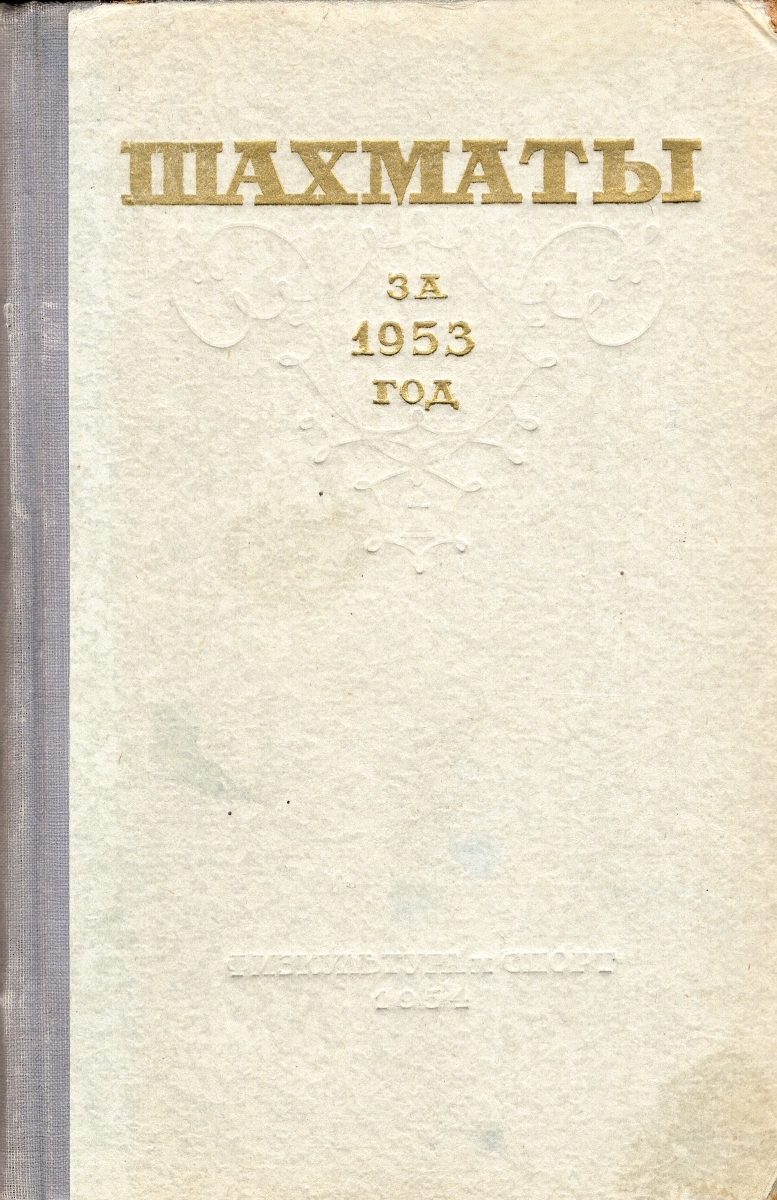 ШАХМАТЫ
ЗА
1953
ГОД
ФИЗКУЛЬТУРА И СПОРТ
1954